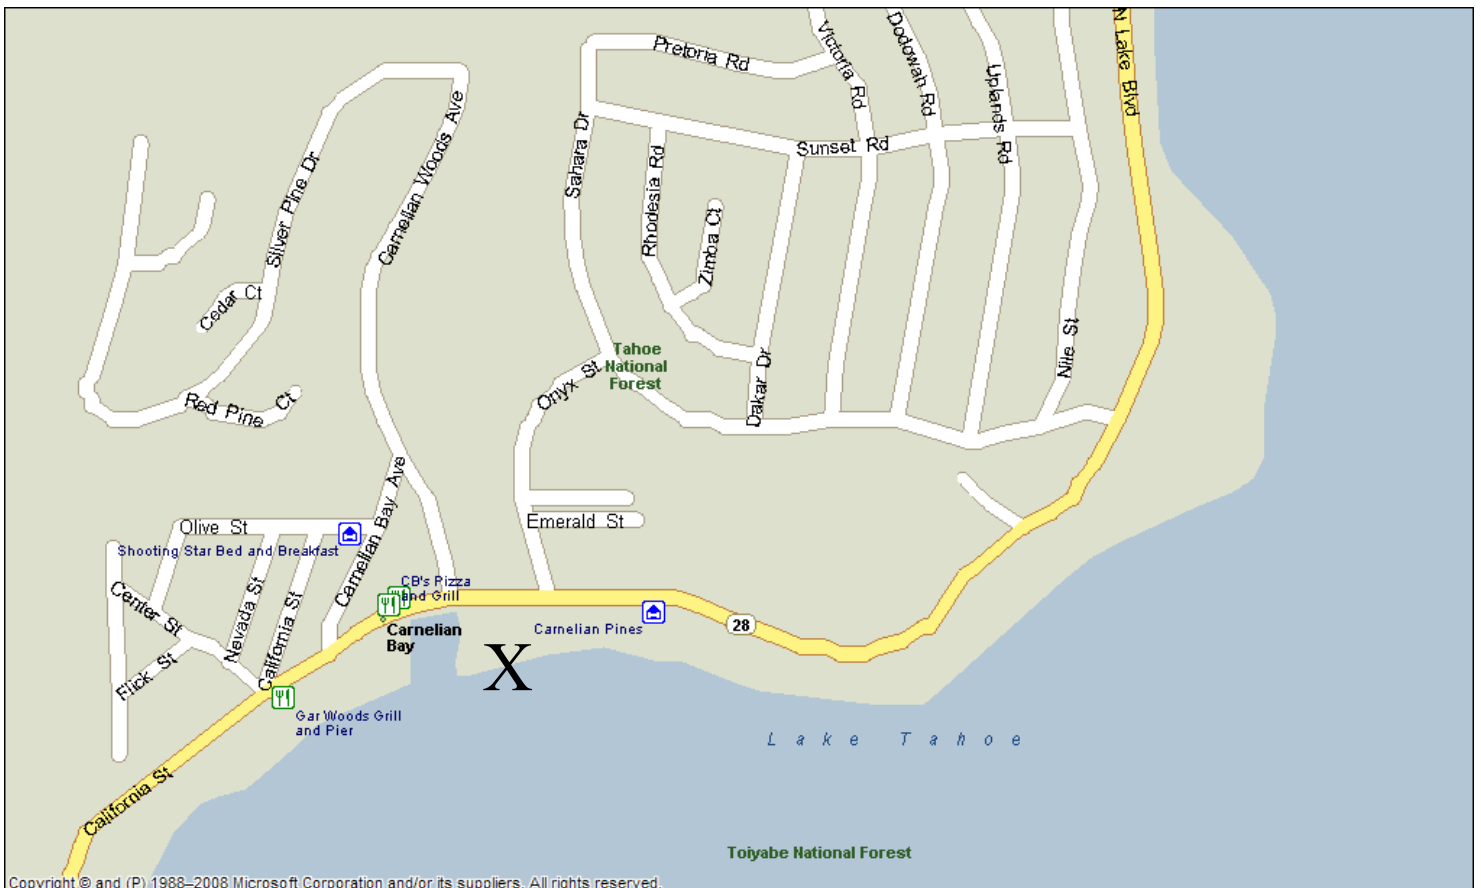 Pretoria Rd
Victoria Rd
Dodowah Rd
Uplands Rd
N Lake Blvd
Carnelian Woods Ave
Silver Pine Dr
Sahara Dr
Rhodesia Rd
Sunset Rd
Zimba Ct
Cedar Ct
Tahoe
National
Forest
Nile St
Dakar Dr
Onyx St
Red Pine Ct
Carnelian Bay Ave
Olive St
Emerald St
Shooting Star Bed and Breakfast
Center St
Nevada St
California St
CB's Pizza
and Grill
Carnelian
Bay
Carnelian Pines
28
Flick St
X
Gar Woods Grill
and Pier
Lake Tahoe
California St
Toiyabe National Forest
Copyright © and (P) 1988–2008 Microsoft Corporation and/or its suppliers. All rights reserved.